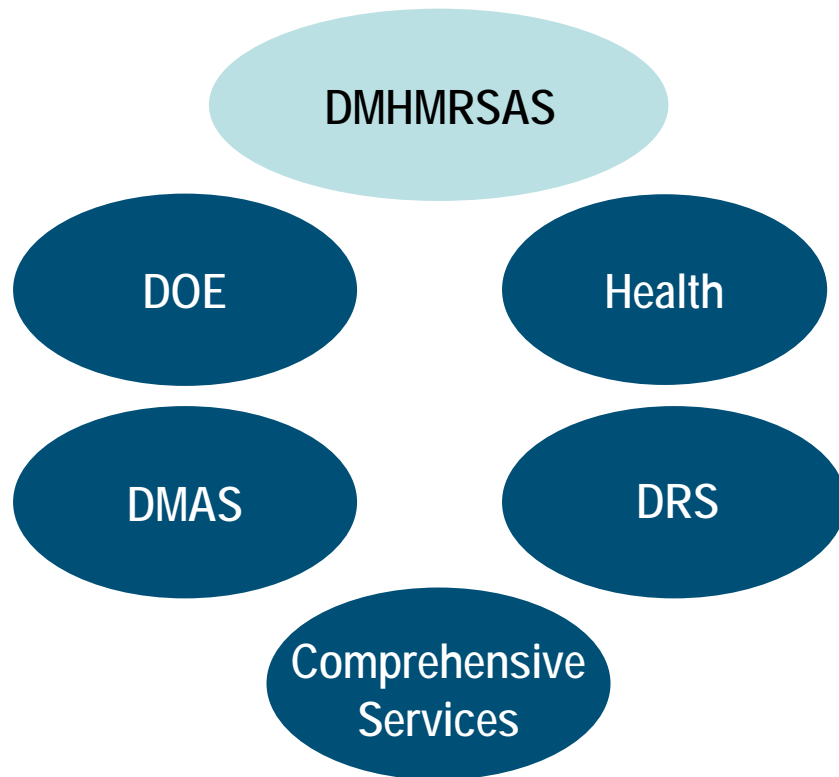 DMHMRSAS
DOE
Health
DMAS
DRS
Comprehensive
Services